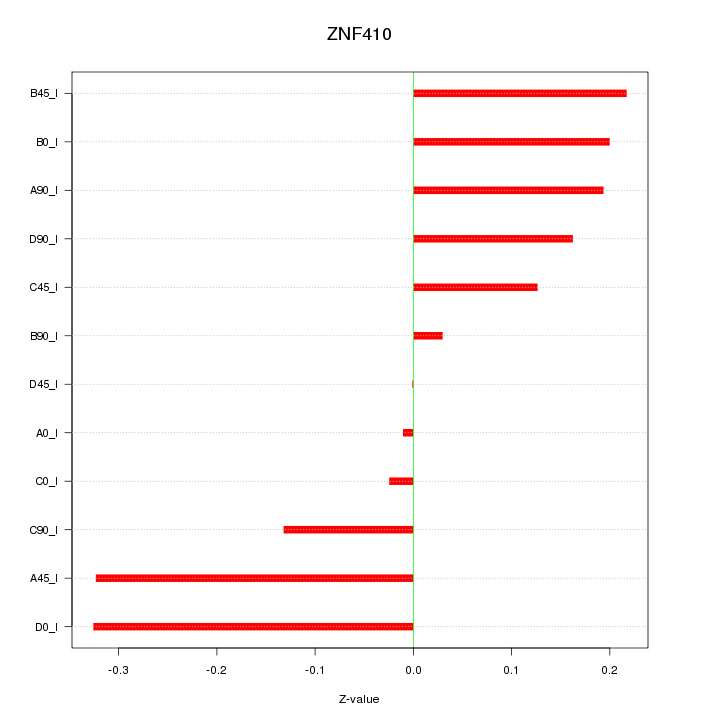 ZNF410
B45_I
B0_I
A90_I
D90_I
C45_I
B90_I
D45_I
A0_I
C0_I
C90_I
A45_I
D0_I
-0.3 -0.2 -0.1 0.0 0.1 0.2
Z-value